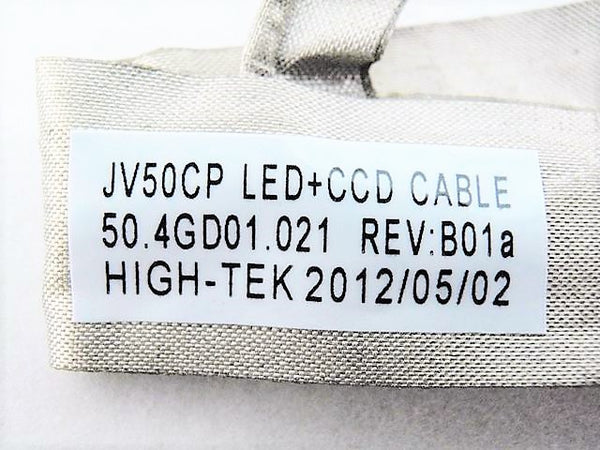 JV50CP LED+CCD CABLE
50.4GD01.021 REV:B01a
HIGH-TEK 2012/05/02